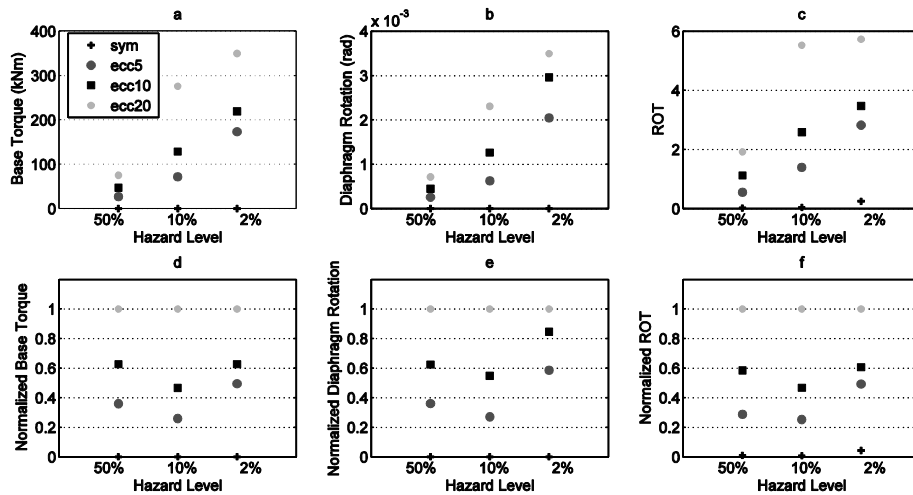 a
Base Torque (kNm)
400
300
200
100
0
sym
ecc5
ecc10
ecc20
50% 10% 2%
Hazard Level
b
x 10⁻³
Diaphragm Rotation (rad)
4
3
2
1
0
50% 10% 2%
Hazard Level
c
ROT
6
4
2
0
50% 10% 2%
Hazard Level
d
Normalized Base Torque
1
0.8
0.6
0.4
0.2
0
50% 10% 2%
Hazard Level
e
Normalized Diaphragm Rotation
1
0.8
0.6
0.4
0.2
0
50% 10% 2%
Hazard Level
f
Normalized ROT
1
0.8
0.6
0.4
0.2
0
50% 10% 2%
Hazard Level